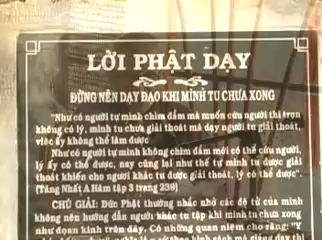 LỜI PHẬT DẠY
ĐỪNG NÊN DẠY ĐẠO KHI MÌNH TU CHƯA XONG
"Như có người tự mình chìm đắm mà muốn cứu người thì trọn
không có lý, mình tu chưa giải thoát mà dạy người tu giải thoát,
việc ấy không thể làm được
Như có người tự mình không chìm đắm mới có thể cứu người,
lý ấy có thể được, nay cũng lại như thế tự mình tu được giải
thoát khiến cho người khác tu được giải thoát, lý có thể được".
(Tăng Nhất A Hàm tập 3 trang 239)
CHÚ GIẢI: Đức Phật thường nhắc nhở các đệ tử của mình
không nên hướng dẫn người khác tu tập khi mình tu chưa xong
như đoạn kinh trên đây. Có những quan niệm cho rằng: "Y